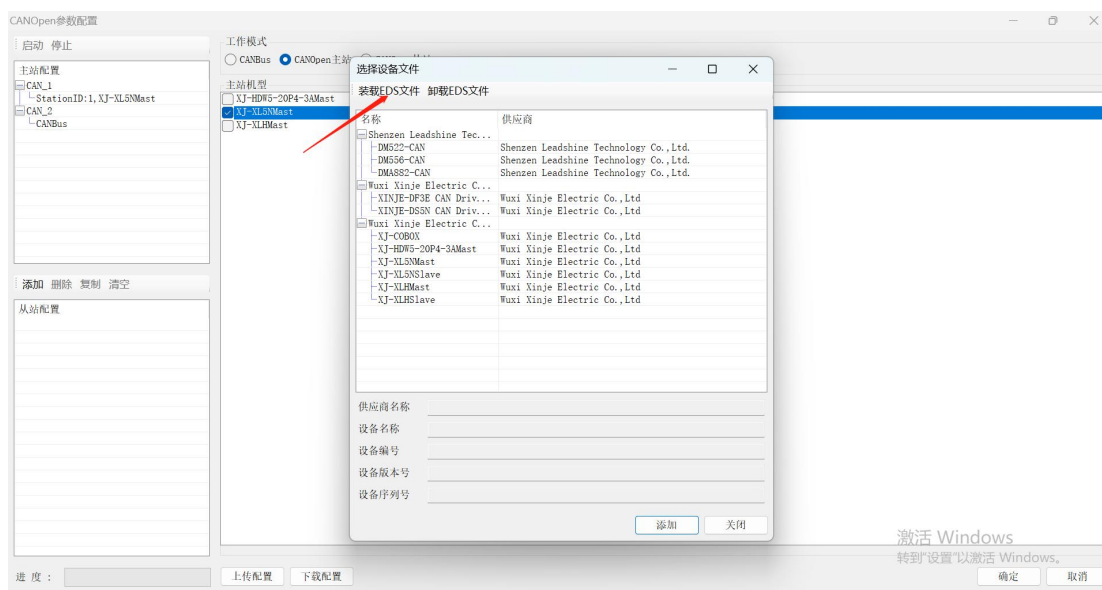 CANOpen参数配置
启动 停止
主站配置
CAN_1
StationID:1,XJ-XL5NMast
CAN_2
CANBus
添加 删除 复制 清空
从站配置
工作模式
CANBus CANOpen主站
主站机型
XJ-HDW5-20P4-3AMast
XJ-XL5NMast
XJ-XLHMast
选择设备文件
装载EDS文件 卸载EDS文件
名称 供应商
Shenzen Leadshine Tec...
DM522-CAN Shenzen Leadshine Technology Co.,Ltd.
DM556-CAN Shenzen Leadshine Technology Co.,Ltd.
DMA882-CAN Shenzen Leadshine Technology Co.,Ltd.
Wuxi Xinje Electric C...
XINJE-DF3E CAN Driv... Wuxi Xinje Electric Co.,Ltd
XINJE-DS5N CAN Driv... Wuxi Xinje Electric Co.,Ltd
Wuxi Xinje Electric C...
XJ-COBOX Wuxi Xinje Electric Co.,Ltd
XJ-HDW5-20P4-3AMast Wuxi Xinje Electric Co.,Ltd
XJ-XL5NMast Wuxi Xinje Electric Co.,Ltd
XJ-XL5NSlave Wuxi Xinje Electric Co.,Ltd
XJ-XLHMast Wuxi Xinje Electric Co.,Ltd
XJ-XLHSlave Wuxi Xinje Electric Co.,Ltd
供应商名称
设备名称
设备编号
设备版本号
设备序列号
添加 关闭
激活 Windows
转到"设置"以激活 Windows。
进 度 : 上传配置 下载配置 确定 取消